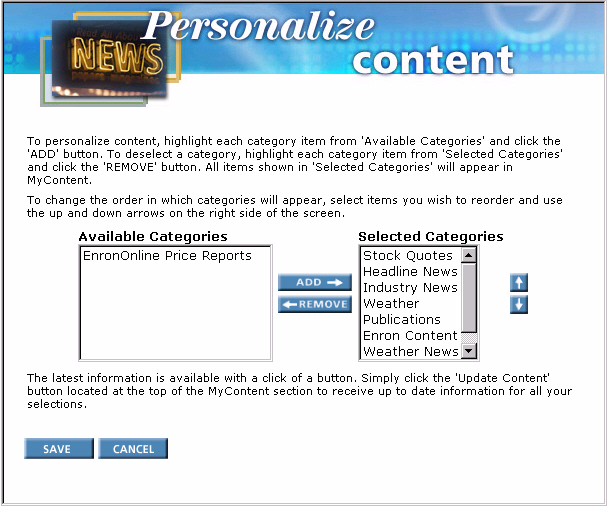 Personalize
content
NEWS
To personalize content, highlight each category item from 'Available Categories' and click the
'ADD' button. To deselect a category, highlight each category item from 'Selected Categories'
and click the 'REMOVE' button. All items shown in 'Selected Categories' will appear in
MyContent.
To change the order in which categories will appear, select items you wish to reorder and use
the up and down arrows on the right side of the screen.
Available Categories
EnronOnline Price Reports
ADD
REMOVE
Selected Categories
Stock Quotes
Headline News
Industry News
Weather
Publications
Enron Content
Weather News
The latest information is available with a click of a button. Simply click the 'Update Content'
button located at the top of the MyContent section to receive up to date information for all your
selections.
SAVE
CANCEL